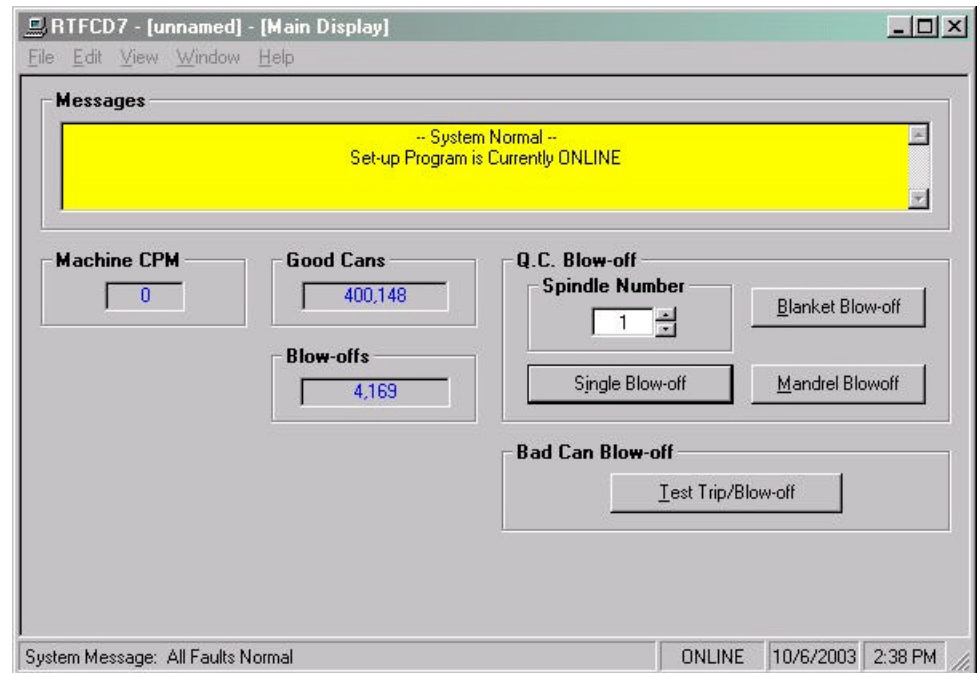 RTFCD7 - [unnamed] - [Main Display]
File Edit View Window Help
Messages
-- System Normal --
Set-up Program is Currently ONLINE
Machine CPM
0
Good Cans
400,148
Blow-offs
4,169
Q.C. Blow-off
Spindle Number
1
Blanket Blow-off
Single Blow-off
Mandrel Blowoff
Bad Can Blow-off
Test Trip/Blow-off
System Message: All Faults Normal
ONLINE
10/6/2003
2:38 PM